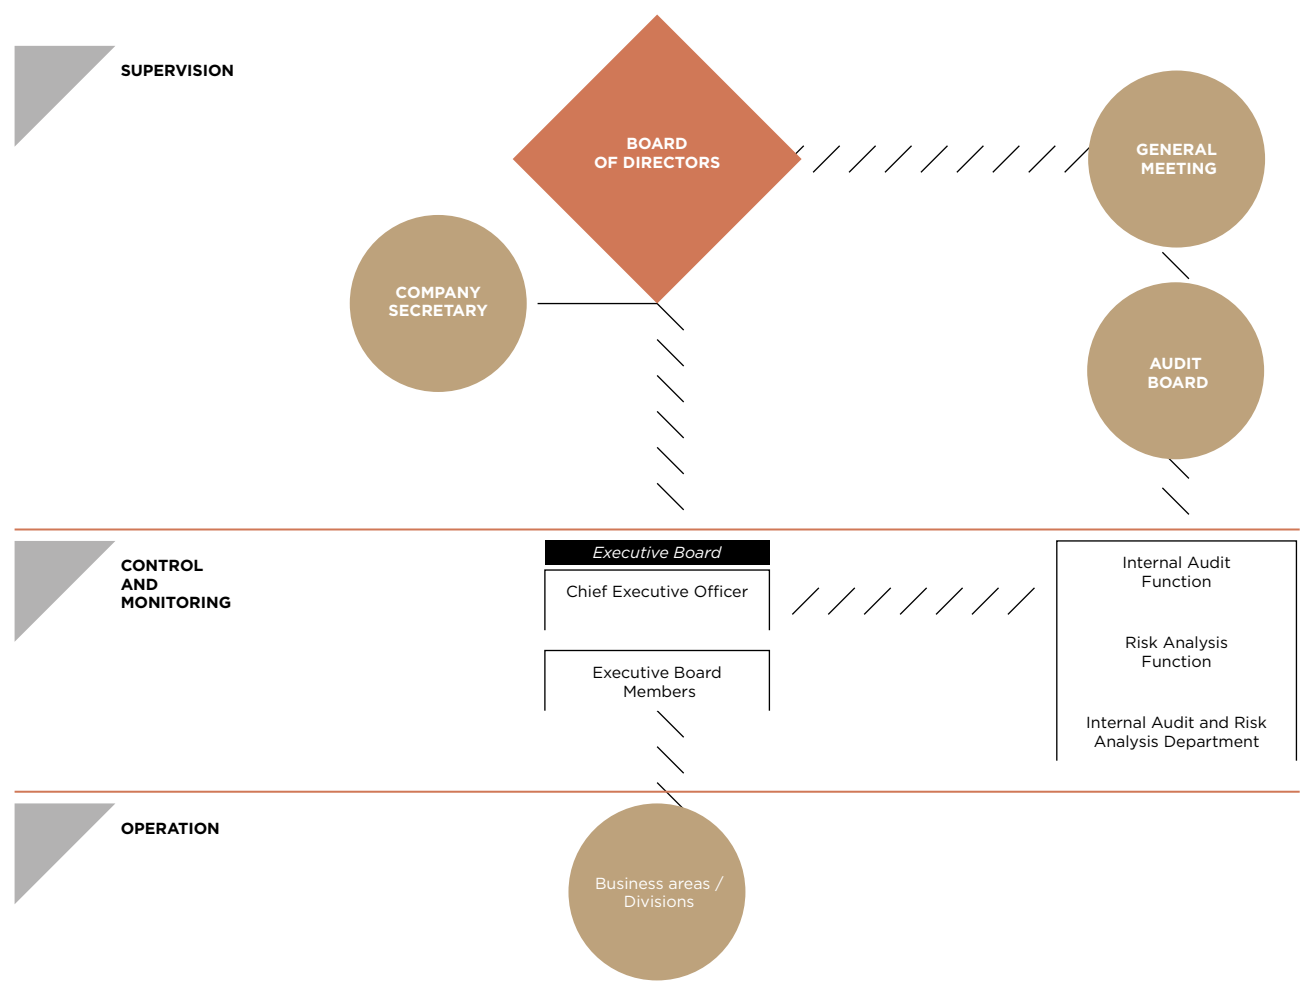 SUPERVISION
BOARD
OF DIRECTORS
GENERAL
MEETING
COMPANY
SECRETARY
AUDIT
BOARD
CONTROL
AND
MONITORING
Executive Board
Chief Executive Officer
Executive Board
Members
Internal Audit
Function
Risk Analysis
Function
Internal Audit and Risk
Analysis Department
OPERATION
Business areas /
Divisions